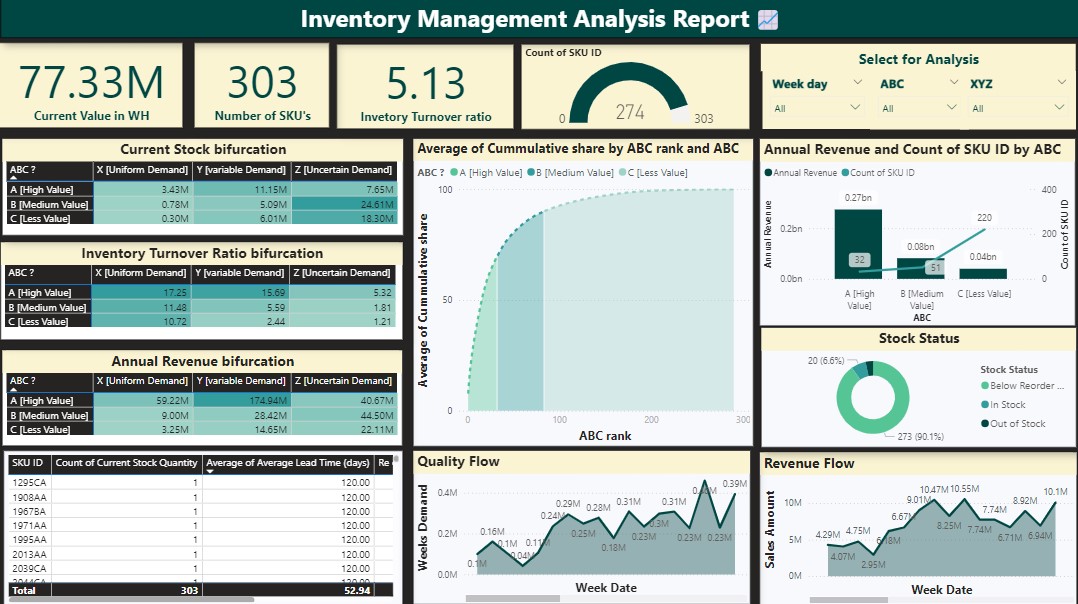 Inventory Management Analysis Report
77.33M
Current Value in WH
303
Number of SKU's
5.13
Invetory Turnover ratio
Count of SKU ID
274
0
303
Select for Analysis
Week day ABC XYZ
All All All
Current Stock bifurcation
ABC ? X [Uniform Demand] Y [variable Demand] Z [Uncertain Demand]
A [High Value] 3.43M 11.15M 7.65M
B [Medium Value] 0.78M 5.09M 24.61M
C [Less Value] 0.30M 6.01M 18.30M
Inventory Turnover Ratio bifurcation
ABC ? X [Uniform Demand] Y [variable Demand] Z [Uncertain Demand]
A [High Value] 17.25 15.69 5.32
B [Medium Value] 11.48 5.59 1.81
C [Less Value] 10.72 2.44 1.21
Annual Revenue bifurcation
ABC ? X [Uniform Demand] Y [variable Demand] Z [Uncertain Demand]
A [High Value] 59.22M 174.94M 40.67M
B [Medium Value] 9.00M 28.42M 44.50M
C [Less Value] 3.25M 14.65M 22.11M
SKU ID Count of Current Stock Quantity Average of Average Lead Time (days) Re
1295CA 1 120.00
1908AA 1 120.00
1967BA 1 120.00
1971AA 1 120.00
1995AA 1 120.00
2013AA 1 120.00
2039CA 1 120.00
2044CA 1 120.00
Total 303 52.94
Average of Cummulative share by ABC rank and ABC
ABC ? A [High Value] B [Medium Value] C [Less Value]
Average of Cummulative share
100
50
0
0 100 200 300
ABC rank
Annual Revenue and Count of SKU ID by ABC
Annual Revenue Count of SKU ID
Annual Revenue
Count of SKU ID
0.2bn
0.0bn
400
200
0
0.27bn
0.08bn
0.04bn
32
51
220
A [High Value]
B [Medium Value]
C [Less Value]
ABC
Stock Status
20 (6.6%)
273 (90.1%)
Stock Status
Below Reorder ...
In Stock
Out of Stock
Quality Flow
Weeks Demand
0.4M
0.2M
0.0M
0.1M
0.16M
0.1M
0.04M
0.11M
0.24M
0.29M
0.25M
0.28M
0.18M
0.31M
0.23M
0.3M
0.31M
0.23M
0.23M
0.39M
Week Date
Revenue Flow
Sales Amount
10M
5M
0M
4.29M
4.07M
4.75M
2.95M
6.18M
6.67M
9.01M
10.47M
8.25M
10.55M
7.74M
7.74M
6.71M
8.92M
6.94M
10.1M
Week Date